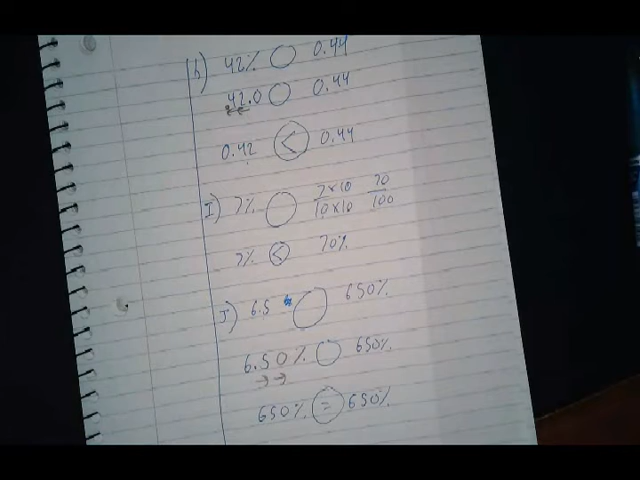 h) 42% ◯ 0.44
42.0 ◯ 0.44
0.42 < 0.44
I) 7% ◯ 7×10/10×10 70/100
7% < 70%
J) 6.5 ◯ 650%
6.50% ◯ 650%
650% = 650%